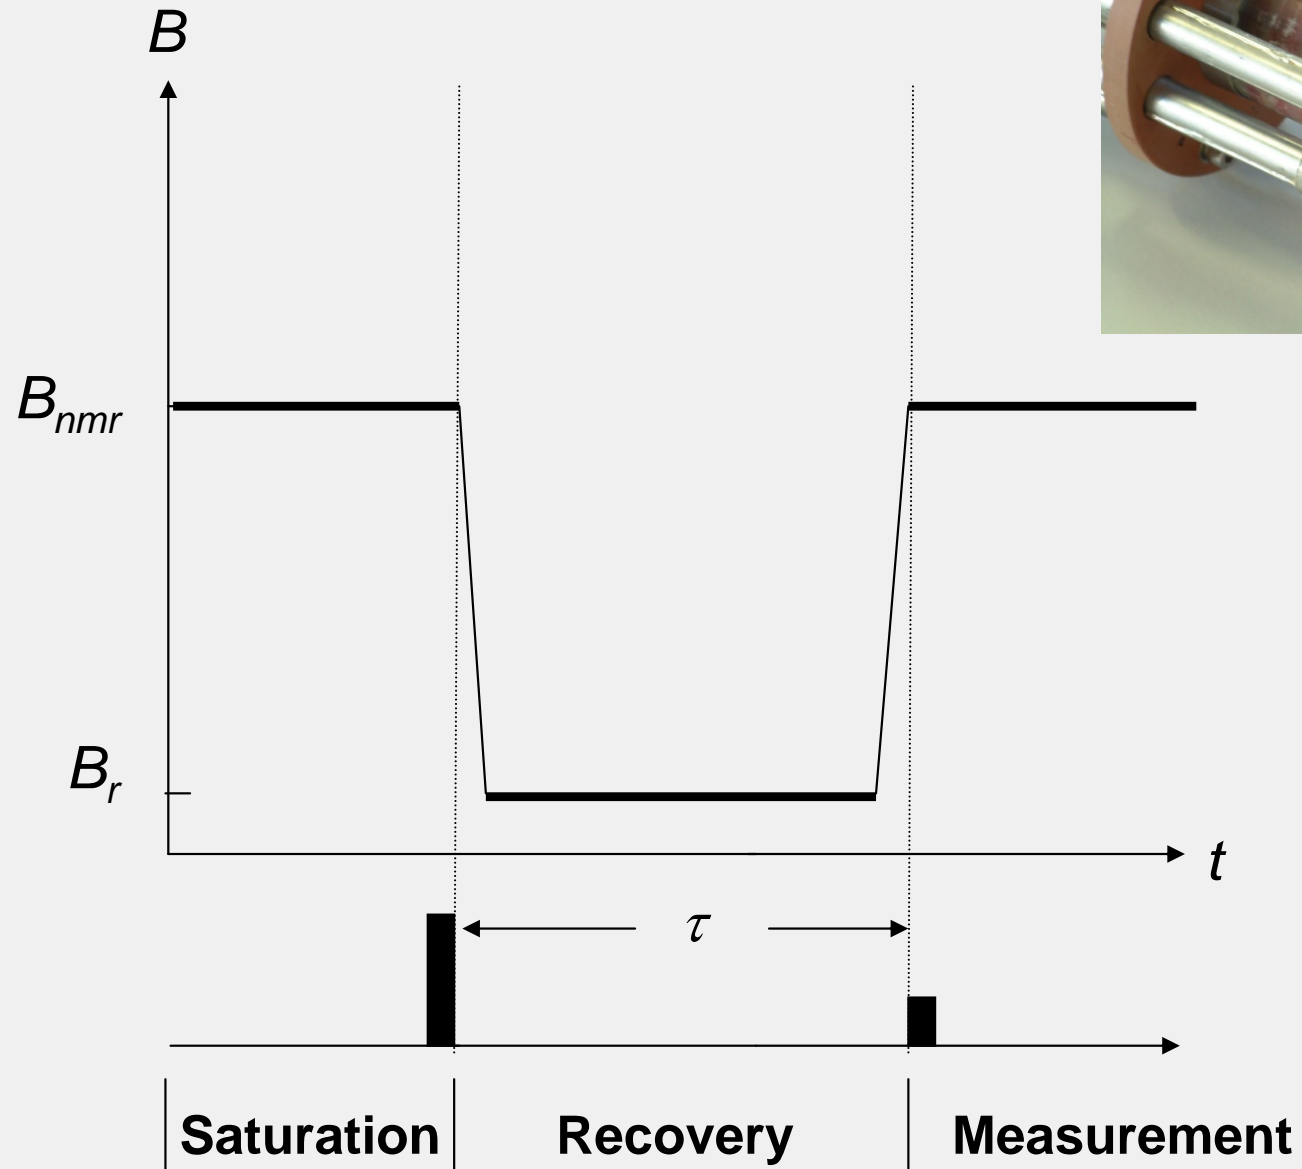 B
B_nmr
B_r
t
τ
Saturation Recovery Measurement